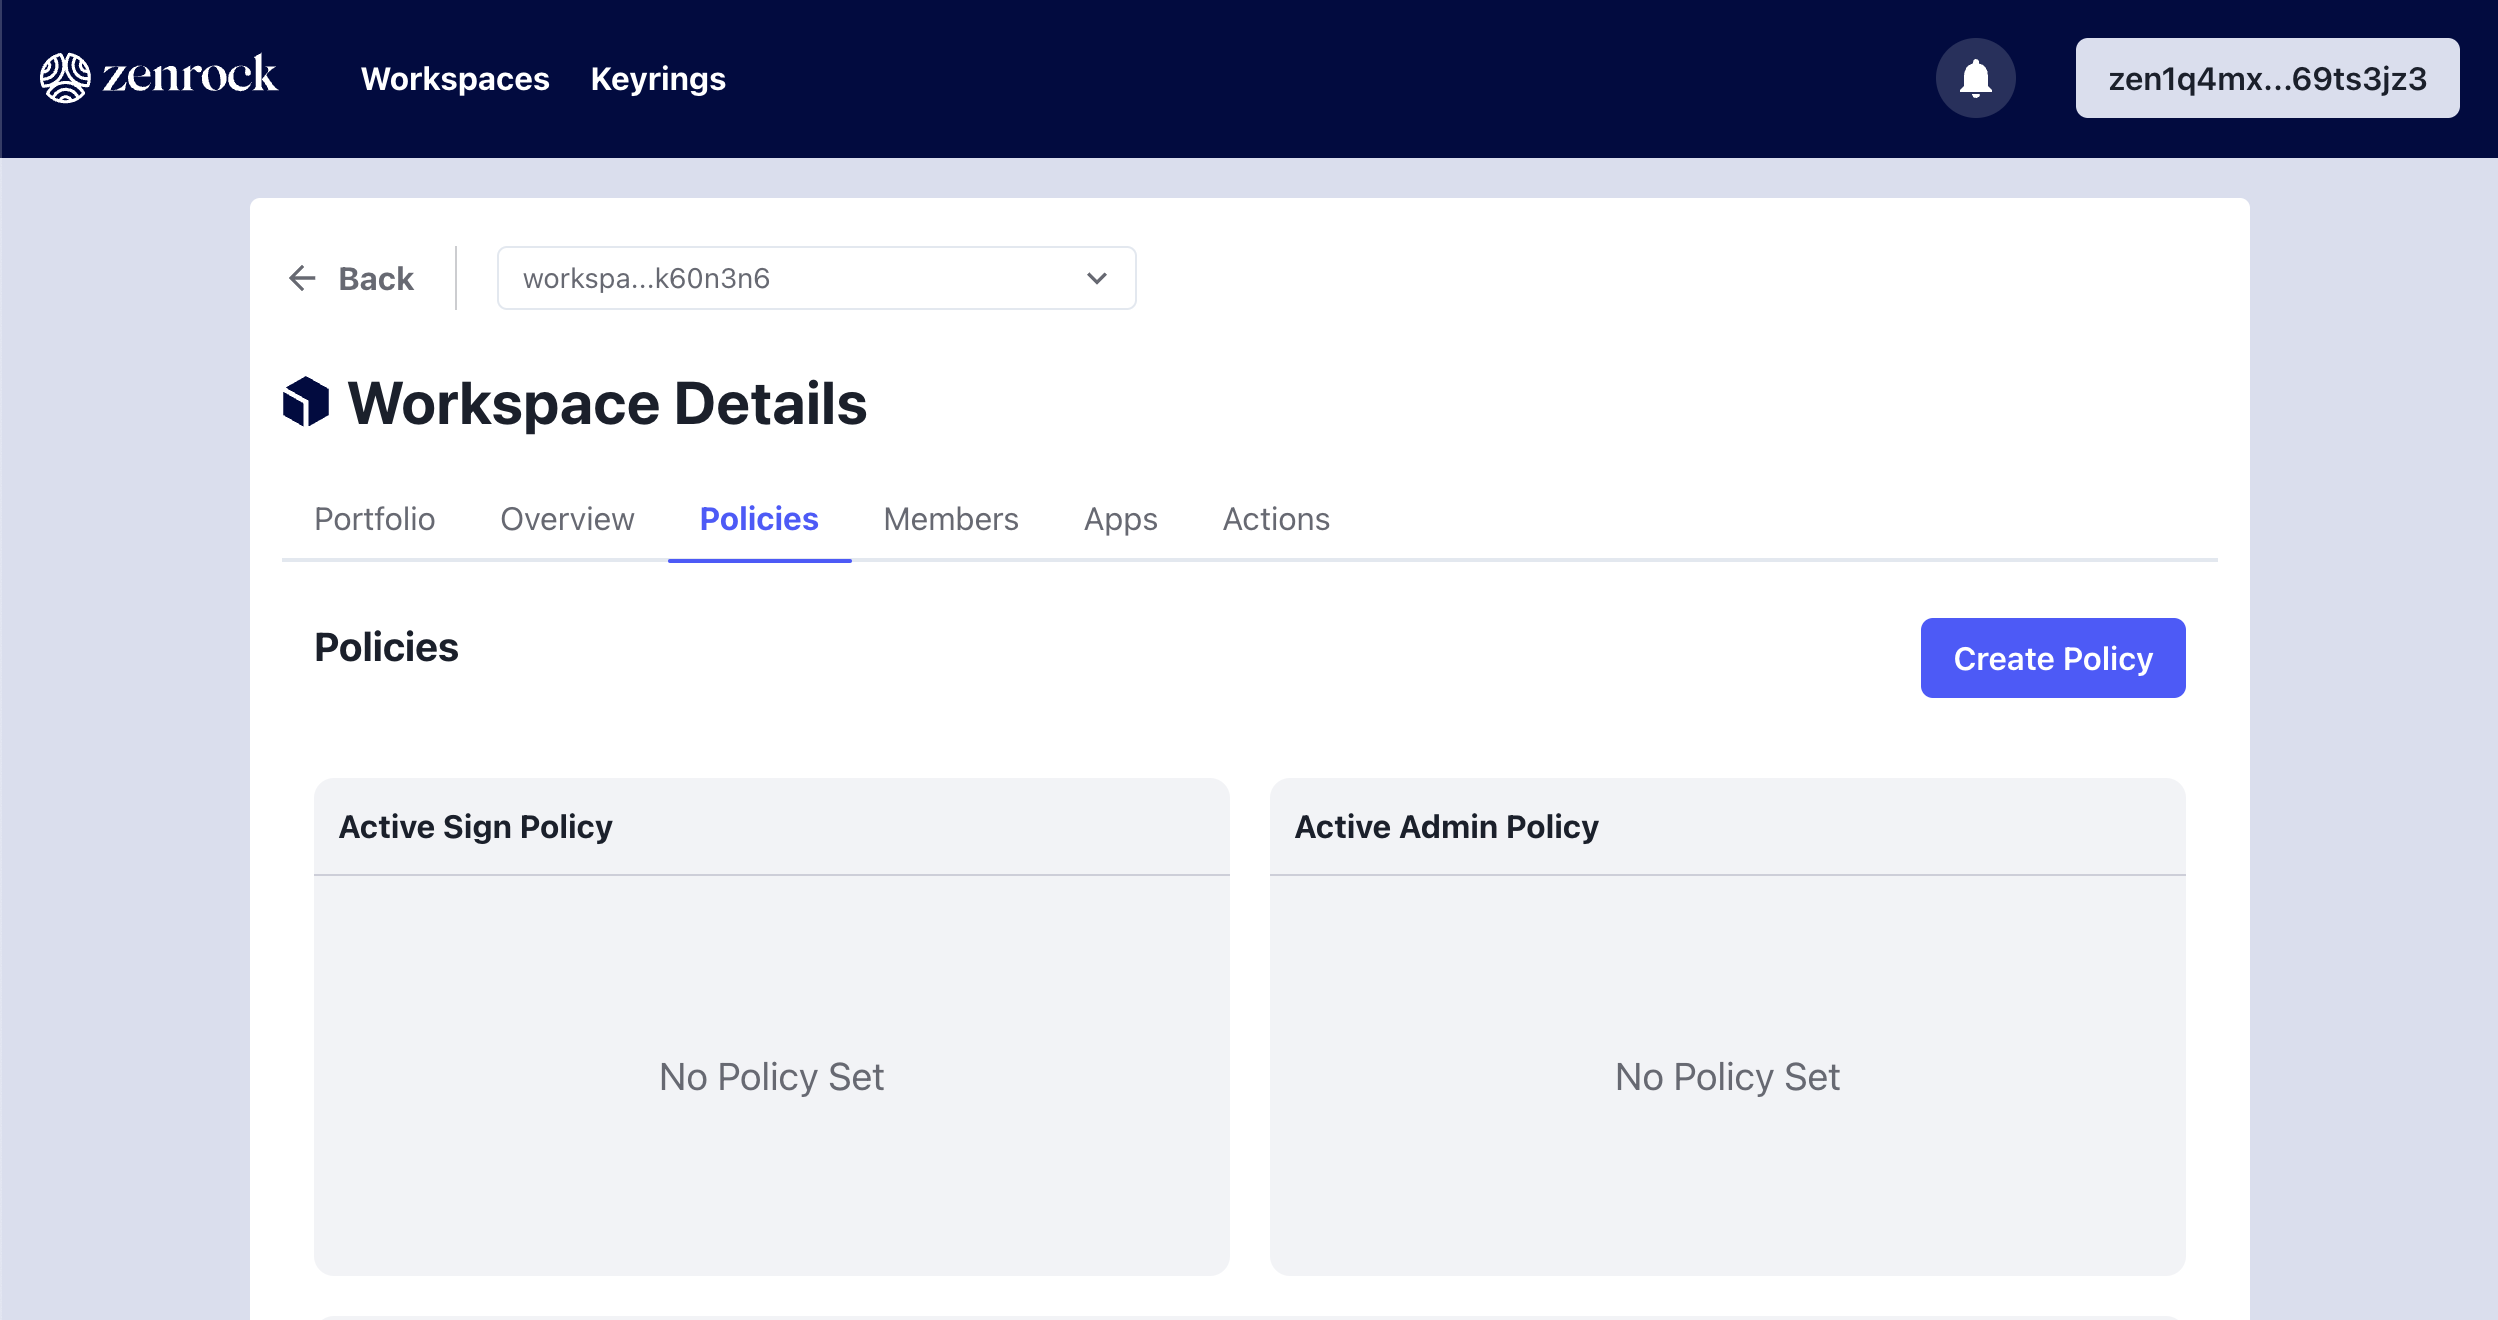 zenrock Workspaces Keyrings zen1q4mx...69ts3jz3
Back workspa...k60n3n6
Workspace Details
Portfolio Overview Policies Members Apps Actions
Policies Create Policy
Active Sign Policy Active Admin Policy
No Policy Set No Policy Set